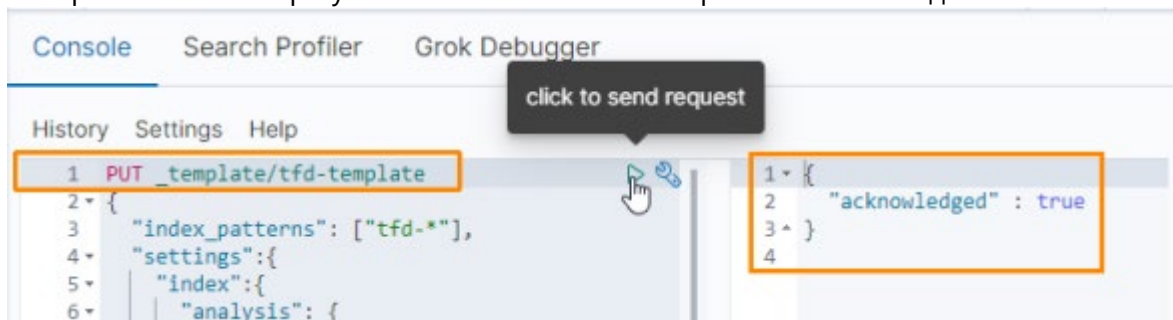 Console Search Profiler Grok Debugger
click to send request
History Settings Help
1 PUT _template/tfd-template
2 {
3 "index_patterns": ["tfd-*"],
4 "settings":{
5 "index":{
6 "analysis": {
1 {
2 "acknowledged" : true
3 }
4